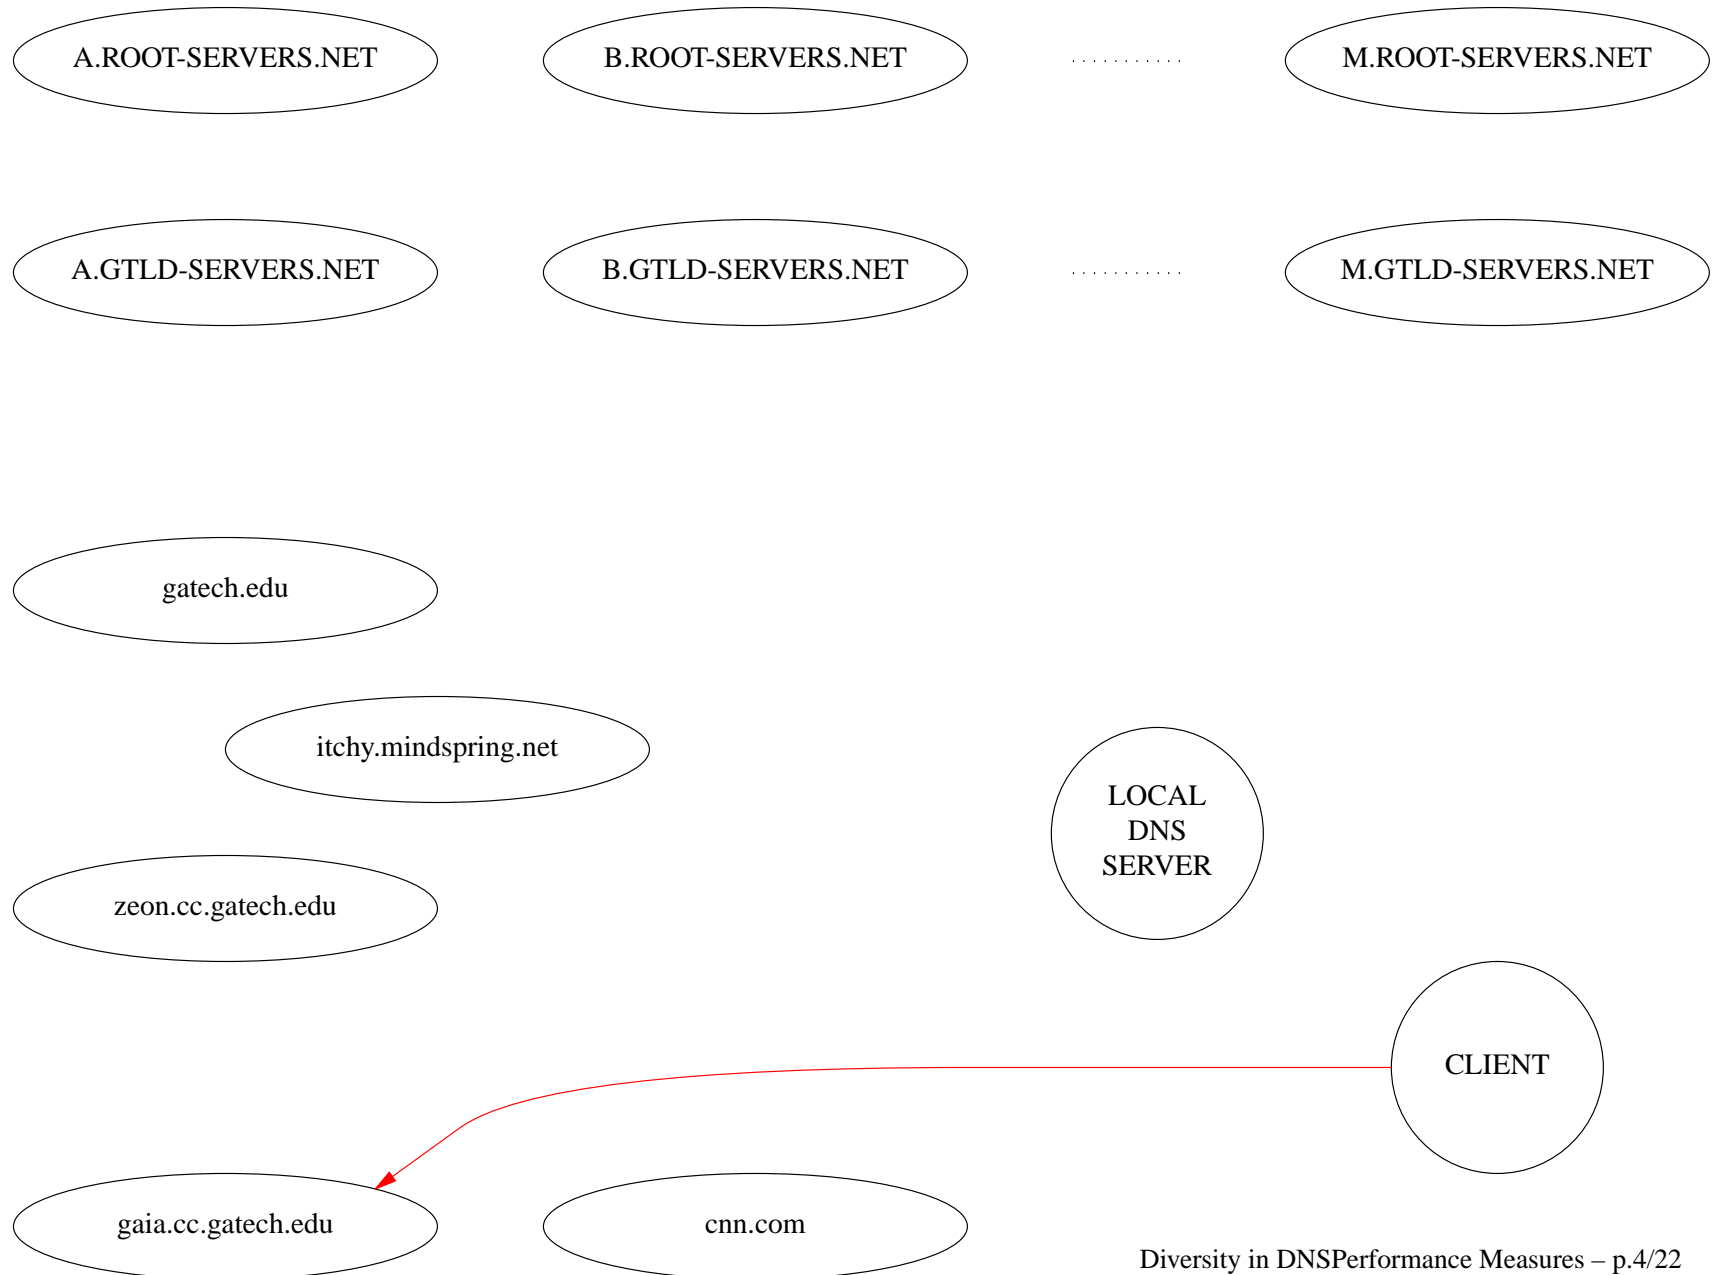 A.ROOT-SERVERS.NET
B.ROOT-SERVERS.NET
...........
M.ROOT-SERVERS.NET
A.GTLD-SERVERS.NET
B.GTLD-SERVERS.NET
...........
M.GTLD-SERVERS.NET
gatech.edu
itchy.mindspring.net
LOCAL
DNS
SERVER
zeon.cc.gatech.edu
CLIENT
gaia.cc.gatech.edu
cnn.com
Diversity in DNSPerformance Measures – p.4/22